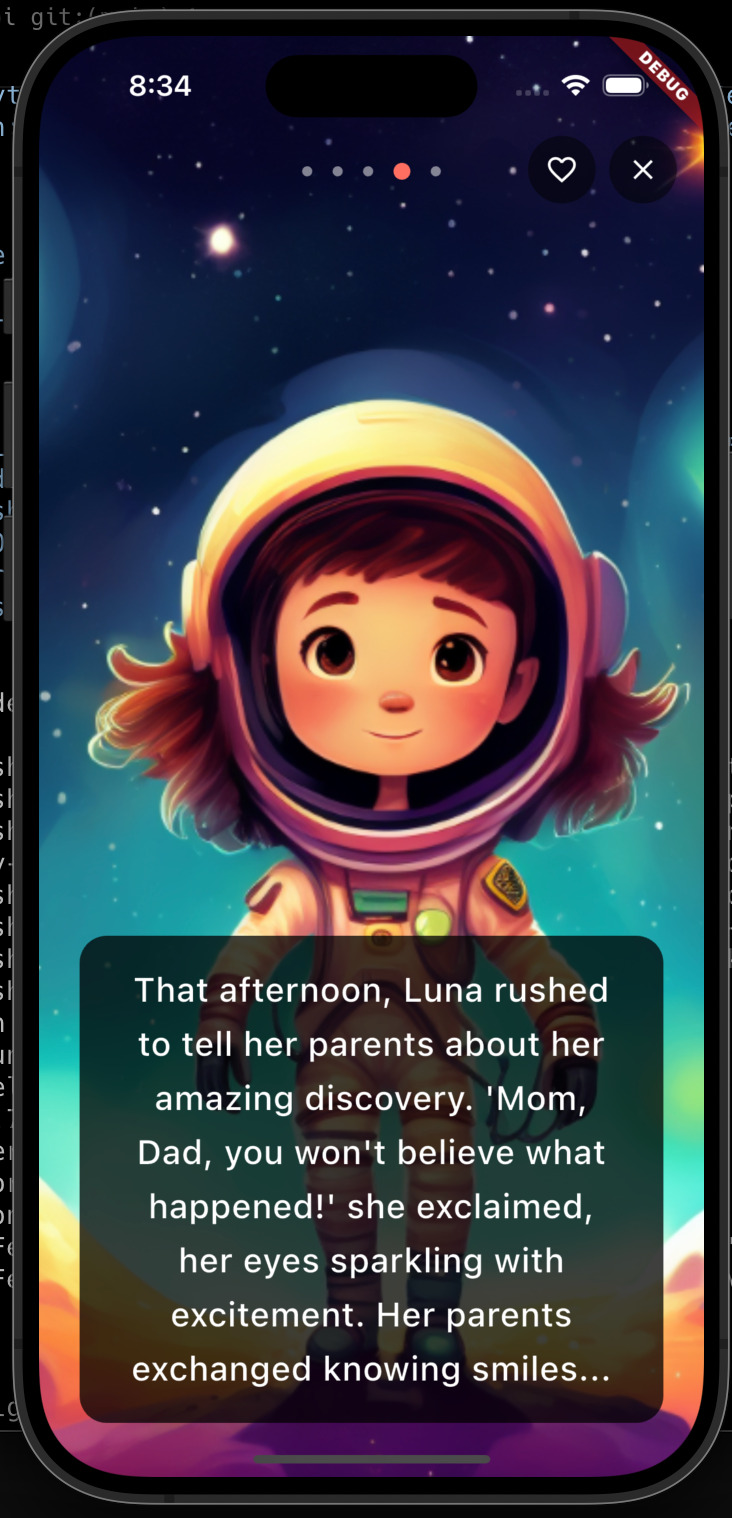 i git:(
8:34
DEBUG
That afternoon, Luna rushed
to tell her parents about her
amazing discovery. 'Mom,
Dad, you won't believe what
happened!' she exclaimed,
her eyes sparkling with
excitement. Her parents
exchanged knowing smiles...